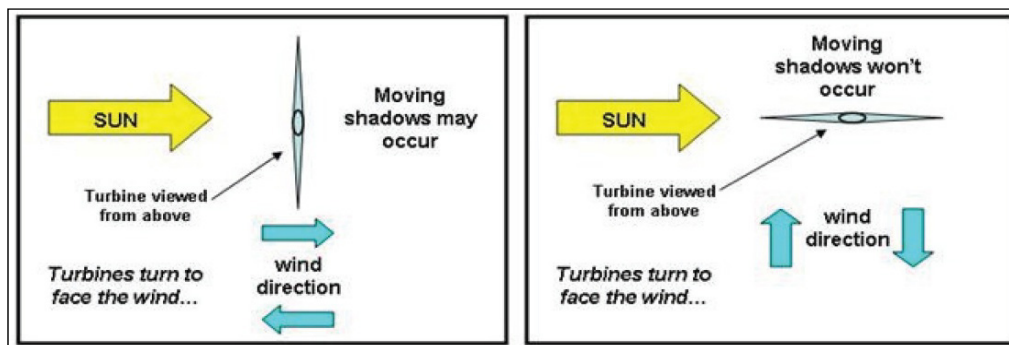 SUN
Moving
shadows may
occur
Turbine viewed
from above
Turbines turn to
face the wind...
wind
direction
Moving
shadows won't
occur
SUN
Turbine viewed
from above
wind
direction
Turbines turn to
face the wind...